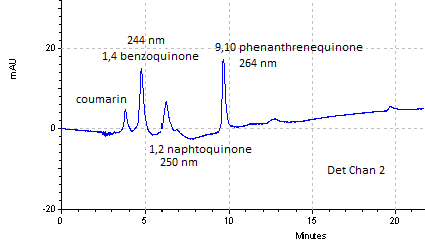 244 nm
1,4 benzoquinone
9,10 phenanthrenequinone
264 nm
coumarin
1,2 naphtoquinone
250 nm
Det Chan 2
mAU
20
0
-20
0
5
10
15
20
Minutes